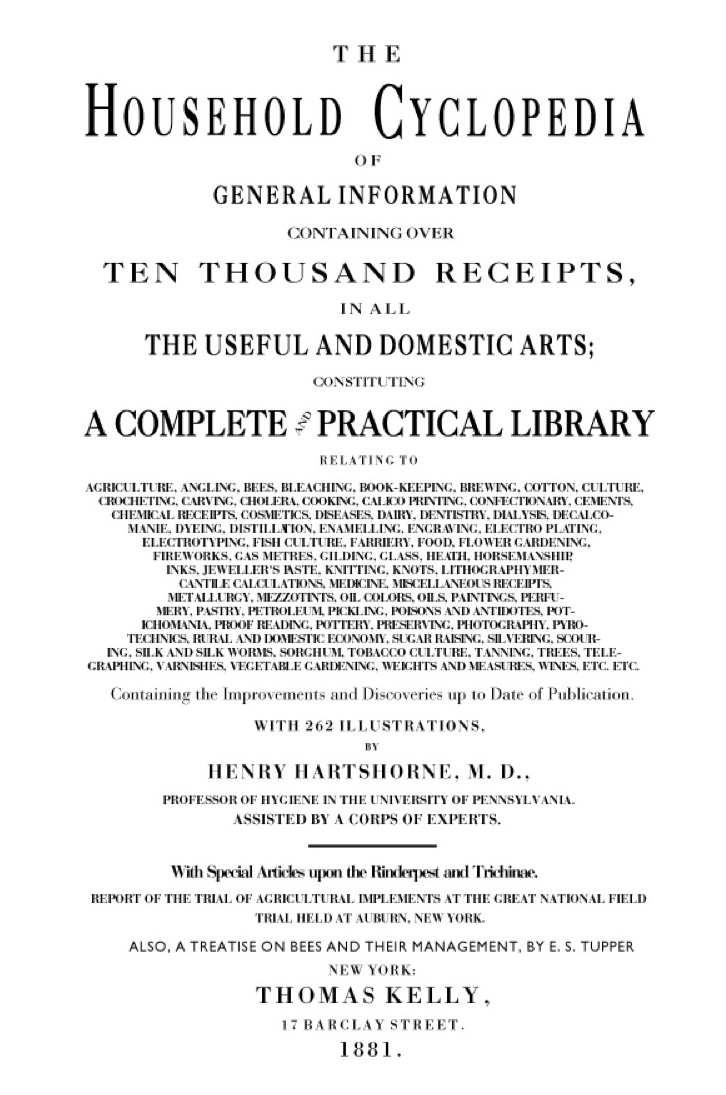 THE
HOUSEHOLD CYCLOPEDIA
OF
GENERAL INFORMATION
CONTAINING OVER
TEN THOUSAND RECEIPTS,
IN ALL
THE USEFUL AND DOMESTIC ARTS;
CONSTITUTING
A COMPLETE AND PRACTICAL LIBRARY
RELATING TO
AGRICULTURE, ANGLING, BEES, BLEACHING, BOOK-KEEPING, BREWING, COTTON, CULTURE,
CROCHETING, CARVING, CHOLERA, COOKING, CALICO PRINTING, CONFECTIONARY, CEMENTS,
CHEMICAL RECEIPTS, COSMETICS, DISEASES, DAIRY, DENTISTRY, DIALYSIS, DECALCO-
MANIE, DYEING, DISTILLATION, ENAMELLING, ENGRAVING, ELECTRO PLATING,
ELECTROTYPING, FISH CULTURE, FARRIERY, FOOD, FLOWER GARDENING,
FIREWORKS, GAS METRES, GILDING, GLASS, HEATH, HORSEMANSHIP,
INKS, JEWELLER'S PASTE, KNITTING, KNOTS, LITHOGRAPHY MER-
CANTILE CALCULATIONS, MEDICINE, MISCELLANEOUS RECEIPTS,
METALLURGY, MEZZOTINTS, OIL COLORS, OILS, PAINTINGS, PERFU-
MERY, PASTRY, PETROLEUM, PICKLING, POISONS AND ANTIDOTES, POT-
ICHOMANIA, PROOF READING, POTTERY, PRESERVING, PHOTOGRAPHY, PYRO-
TECHNICS, RURAL AND DOMESTIC ECONOMY, SUGAR RAISING, SILVERING, SCOUR-
ING, SILK AND SILK WORMS, SORGHUM, TOBACCO CULTURE, TANNING, TREES, TELE-
GRAPHING, VARNISHES, VEGETABLE GARDENING, WEIGHTS AND MEASURES, WINES, ETC. ETC.
Containing the Improvements and Discoveries up to Date of Publication.
WITH 262 ILLUSTRATIONS,
BY
HENRY HARTSHORNE, M. D.,
PROFESSOR OF HYGIENE IN THE UNIVERSITY OF PENNSYLVANIA.
ASSISTED BY A CORPS OF EXPERTS.
With Special Articles upon the Rinderpest and Trichinae.
REPORT OF THE TRIAL OF AGRICULTURAL IMPLEMENTS AT THE GREAT NATIONAL FIELD
TRIAL HELD AT AUBURN, NEW YORK.
ALSO, A TREATISE ON BEES AND THEIR MANAGEMENT, BY E. S. TUPPER
NEW YORK:
THOMAS KELLY,
17 BARCLAY STREET.
1881.